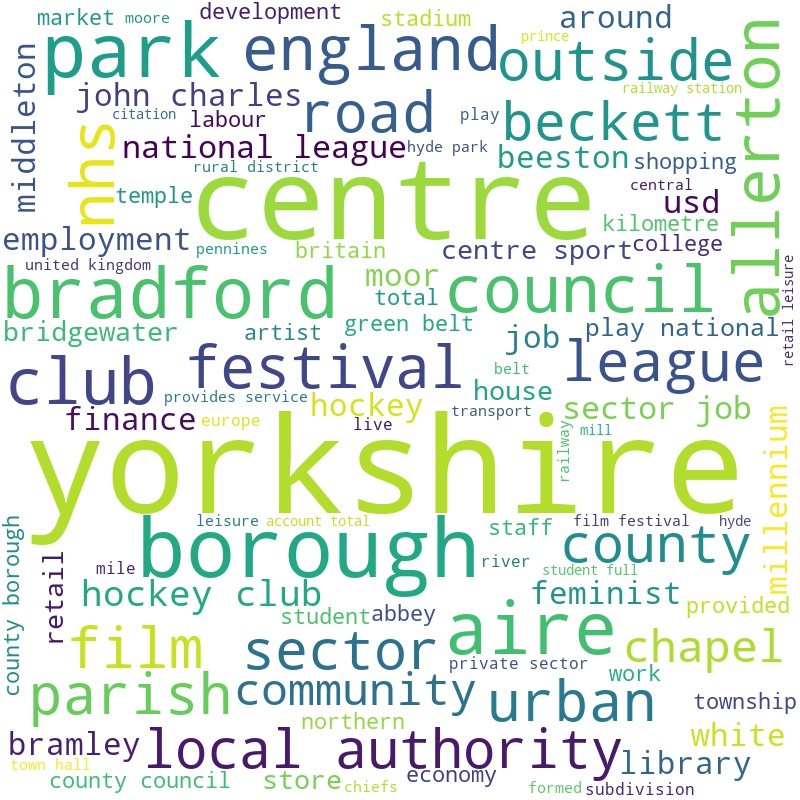 market moore development stadium around
prince
park england outside allerton
middleton john charles road railway station
nhs citation labour play beckett
national league hyde park beeston shopping
rural district
temple centre central usd
kilometre
employment pennines britain centre sport college
united kingdom moor
bradford total council retail leisure
bridgewater artist green belt job play national
club festival belt league
provides service house
finance europe hockey transport sector job
live
yorkshire railway mill millennium
leisure account total film festival hyde
county borough borough staff county
mile river student full
retail hockey club feminist
student abbey provided
film sector aire chapel
private sector work
parish community urban township
northern
bramley local authority white
town hall library
county council store chiefs economy formed subdivision